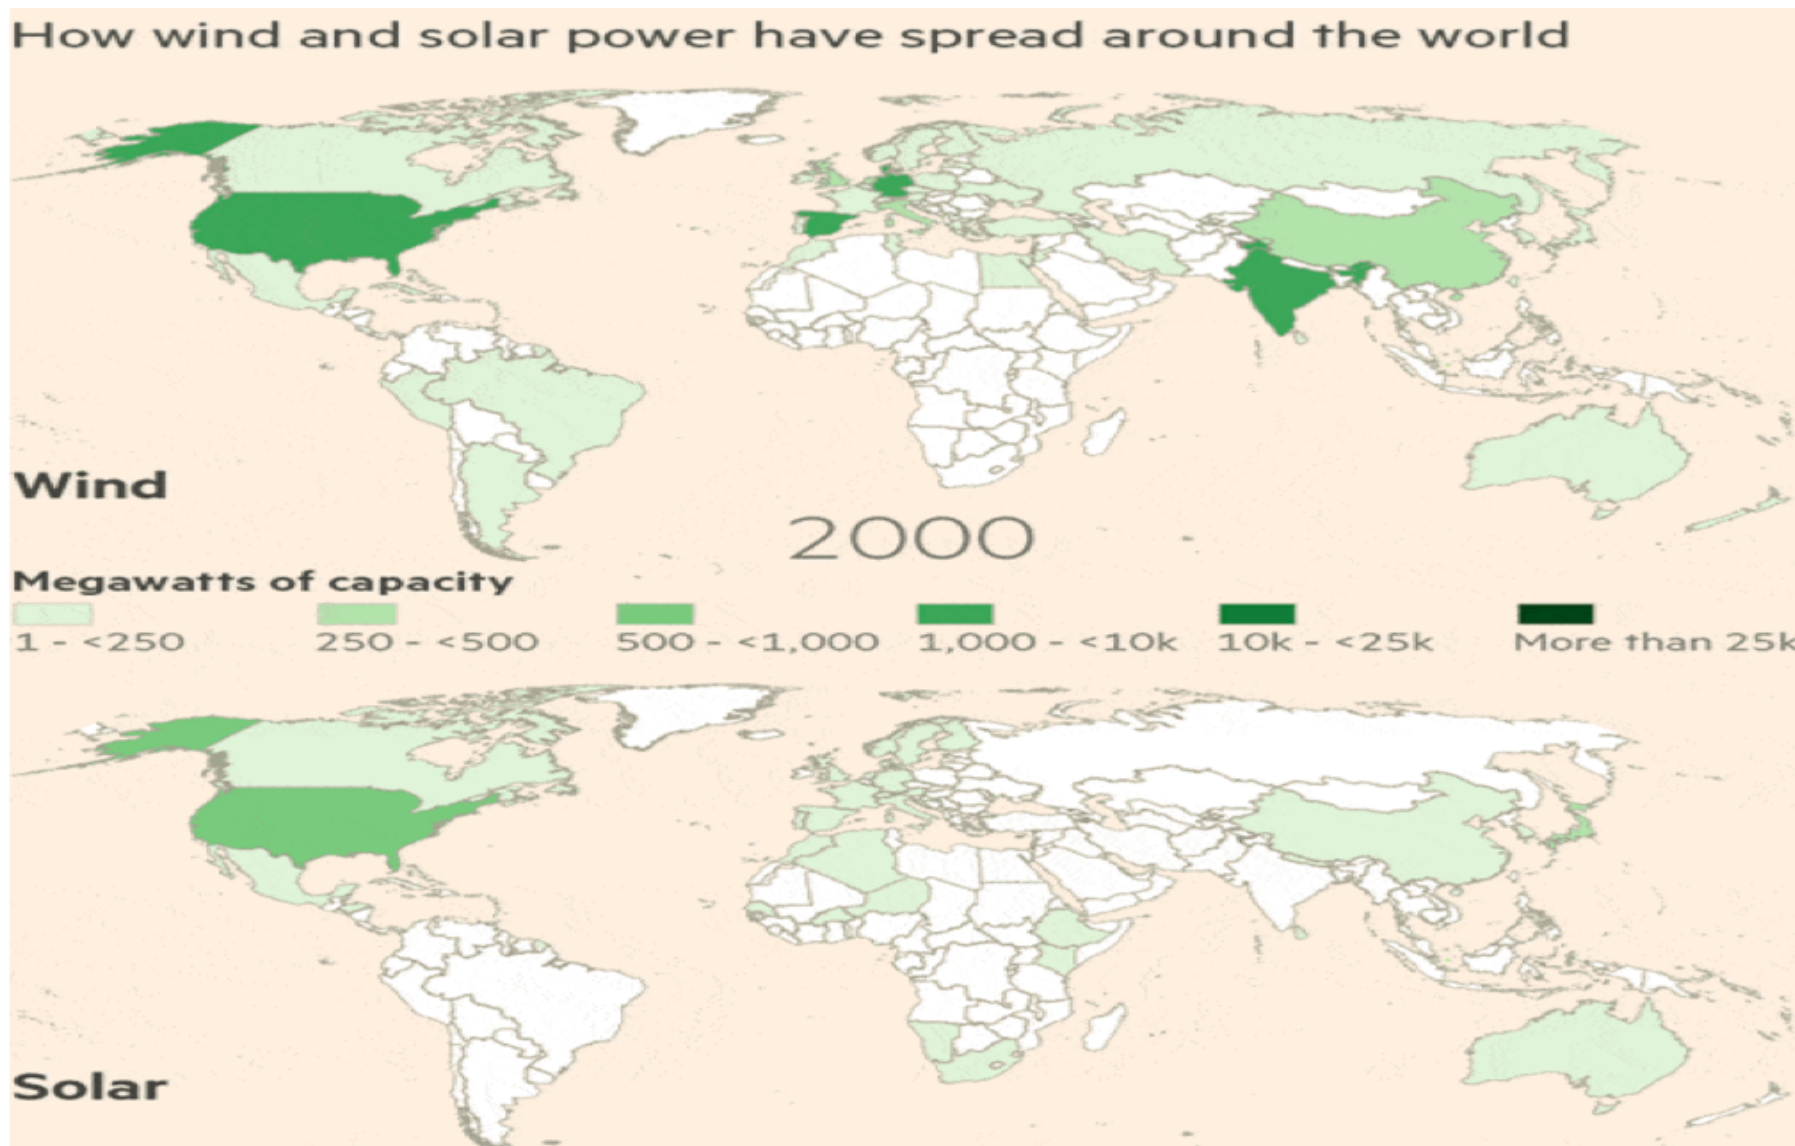 How wind and solar power have spread around the world
Wind
2000
Megawatts of capacity
1 - <250 250 - <500 500 - <1,000 1,000 - <10k 10k - <25k More than 25k
Solar